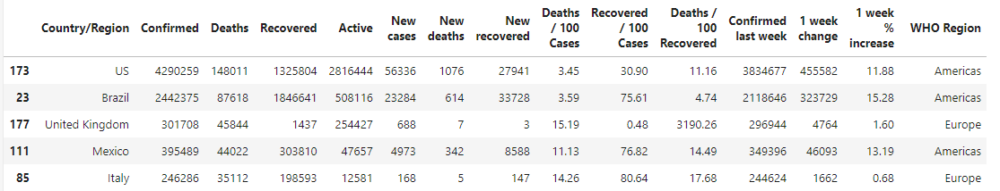 Country/Region Confirmed Deaths Recovered Active New cases New deaths New recovered Deaths / 100 Cases Recovered / 100 Cases Deaths / 100 Recovered Confirmed last week 1 week change 1 week % increase WHO Region
173 US 4290259 148011 1325804 2816444 56336 1076 27941 3.45 30.90 11.16 3834677 455582 11.88 Americas
23 Brazil 2442375 87618 1846641 508116 23284 614 33728 3.59 75.61 4.74 2118646 323729 15.28 Americas
177 United Kingdom 301708 45844 1437 254427 688 7 3 15.19 0.48 3190.26 296944 4764 1.60 Europe
111 Mexico 395489 44022 303810 47657 4973 342 8588 11.13 76.82 14.49 349396 46093 13.19 Americas
85 Italy 246286 35112 198593 12581 168 5 147 14.26 80.64 17.68 244624 1662 0.68 Europe